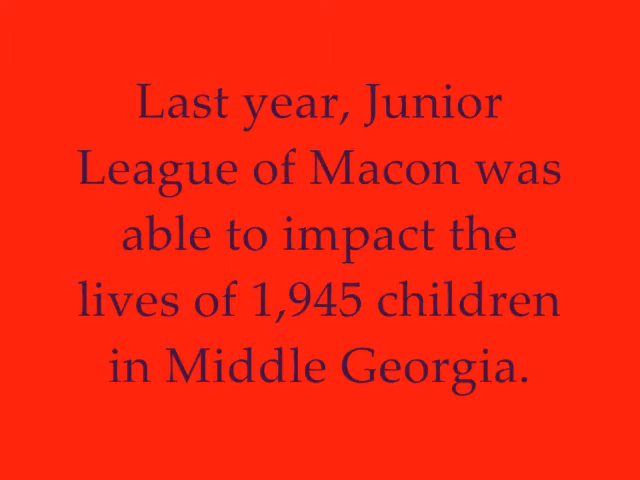 Last year, Junior
League of Macon was
able to impact the
lives of 1,945 children
in Middle Georgia.